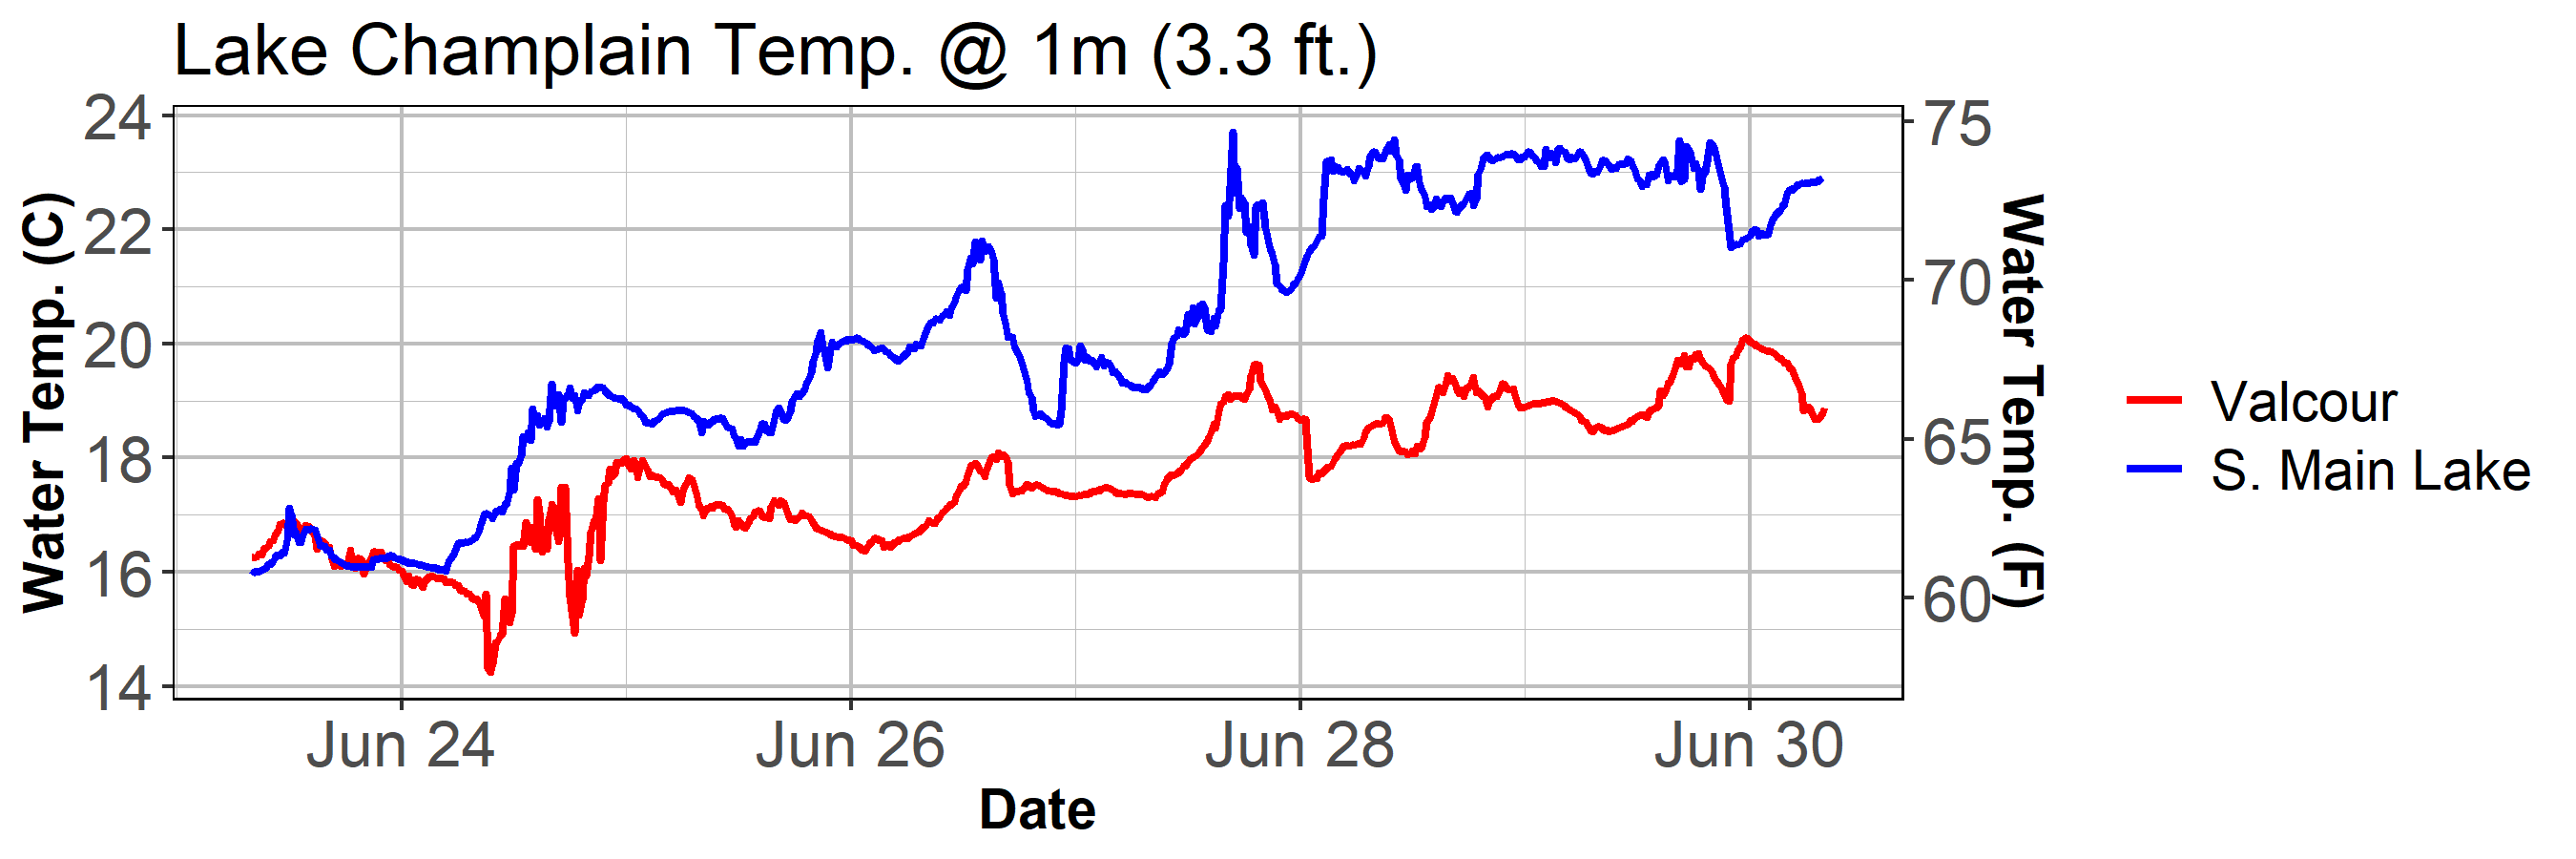 Lake Champlain Temp. @ 1m (3.3 ft.)
Water Temp. (C)
24
22
20
18
16
14
75
70
65
60
Water Temp. (F)
Jun 24
Jun 26
Jun 28
Jun 30
Date
Valcour
S. Main Lake